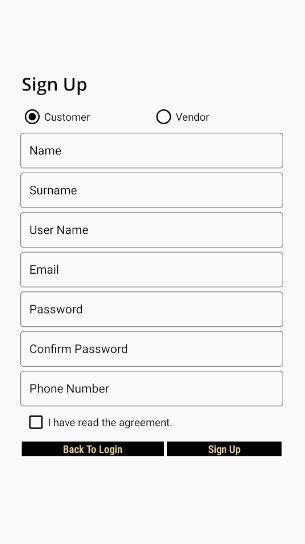 Sign Up
Customer Vendor
Name
Surname
User Name
Email
Password
Confirm Password
Phone Number
I have read the agreement.
Back To Login Sign Up